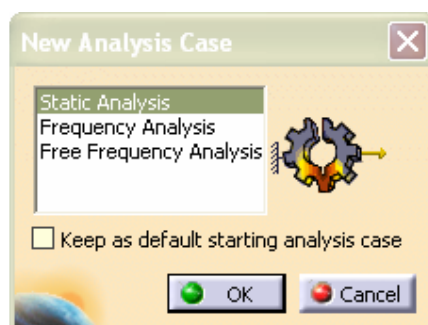 New Analysis Case
Static Analysis
Frequency Analysis
Free Frequency Analysis
Keep as default starting analysis case
OK
Cancel